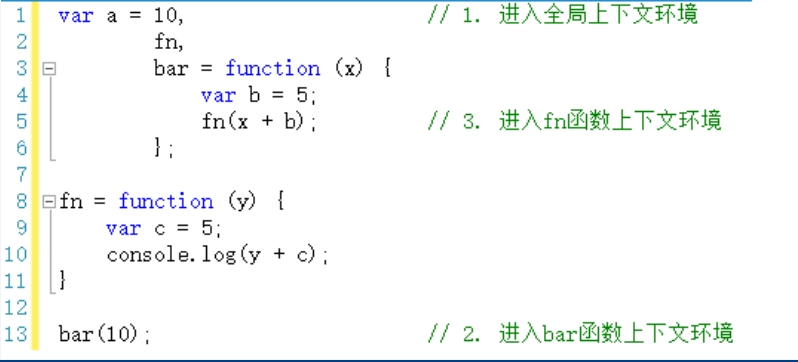 1 var a = 10, // 1. 进入全局上下文环境
2 fn,
3 bar = function (x) {
4 var b = 5;
5 fn(x + b); // 3. 进入fn函数上下文环境
6 };
7
8 fn = function (y) {
9 var c = 5;
10 console.log(y + c);
11 }
12
13 bar(10); // 2. 进入bar函数上下文环境